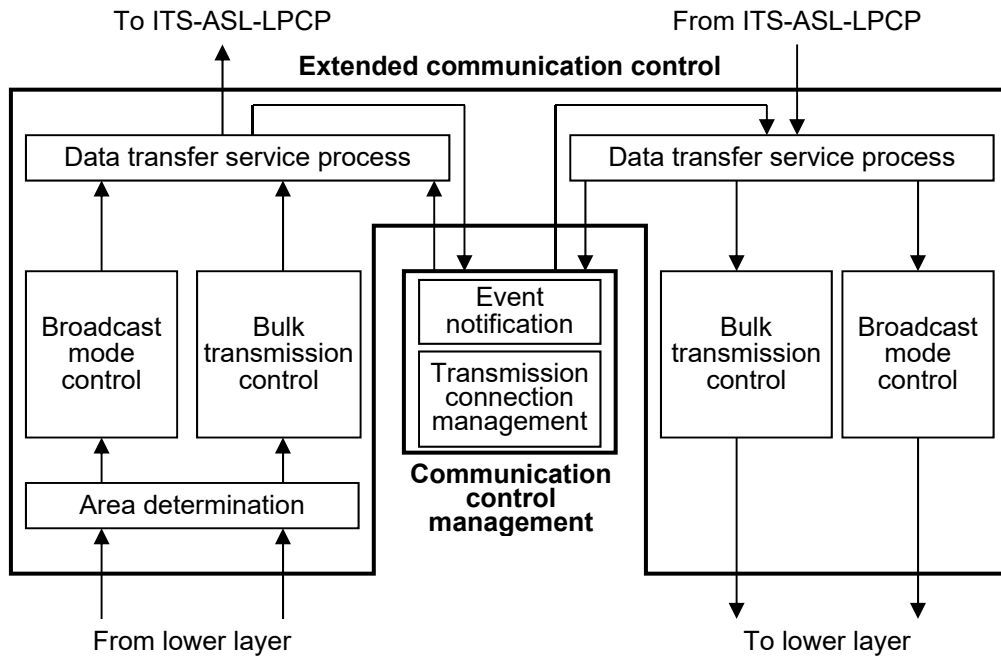 To ITS-ASL-LPCP
From ITS-ASL-LPCP
Extended communication control
Data transfer service process
Data transfer service process
Broadcast
mode
control
Bulk
transmission
control
Event
notification
Transmission
connection
management
Communication
control
management
Bulk
transmission
control
Broadcast
mode
control
Area determination
From lower layer
To lower layer